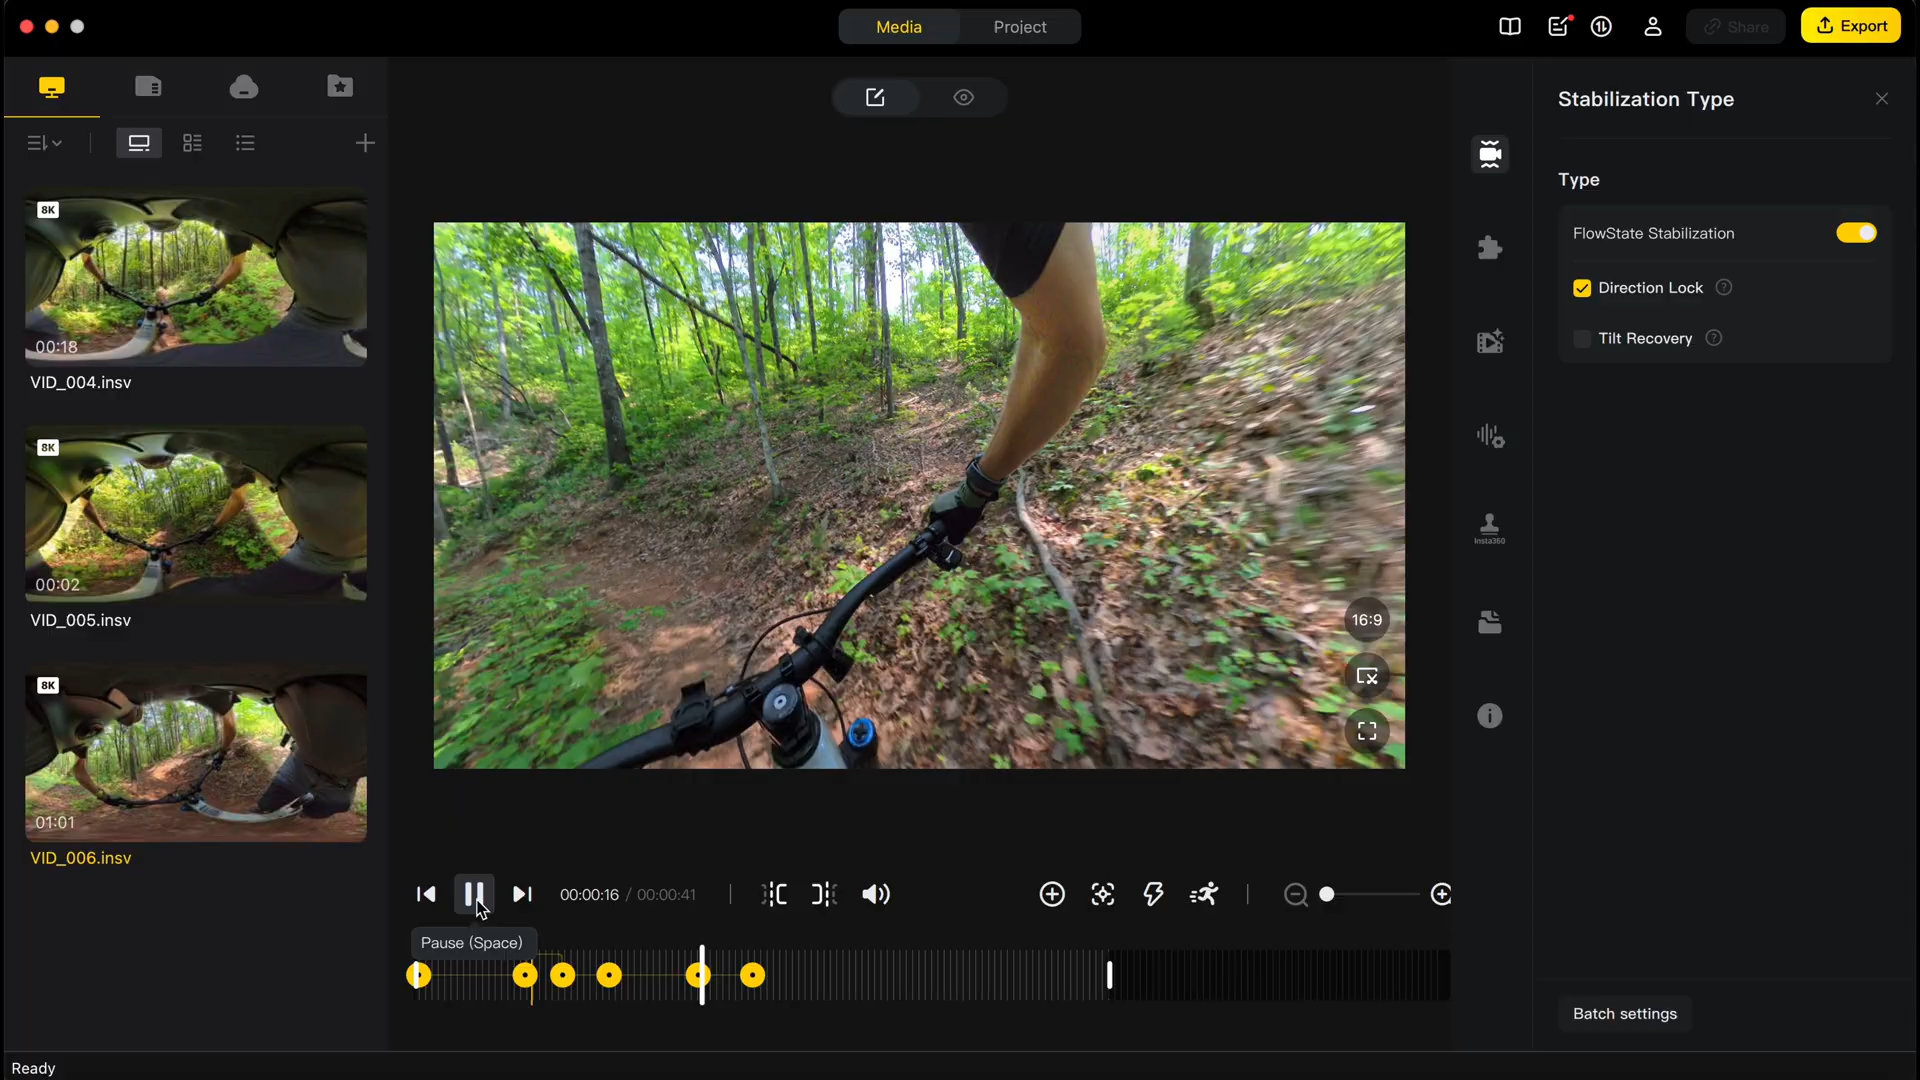 Media
Project
Share
Export
Stabilization Type
Type
FlowState Stabilization
Direction Lock
Tilt Recovery
8K
00:18
VID_004.insv
8K
00:02
VID_005.insv
8K
01:01
VID_006.insv
16:9
Insta360
00:00:16 / 00:00:41
Pause (Space)
Batch settings
Ready